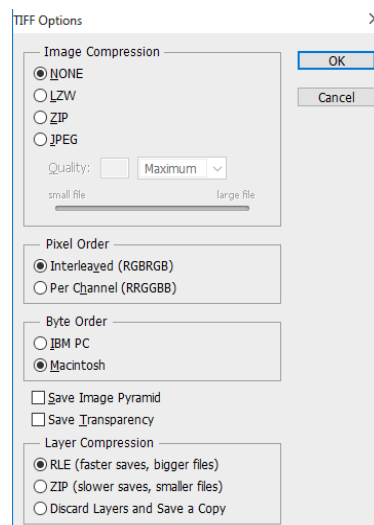 TIFF Options
Image Compression
NONE
LZW
ZIP
JPEG
Quality: Maximum
small file large file
OK
Cancel
Pixel Order
Interleaved (RGBRGB)
Per Channel (RRGGBB)
Byte Order
IBM PC
Macintosh
Save Image Pyramid
Save Transparency
Layer Compression
RLE (faster saves, bigger files)
ZIP (slower saves, smaller files)
Discard Layers and Save a Copy